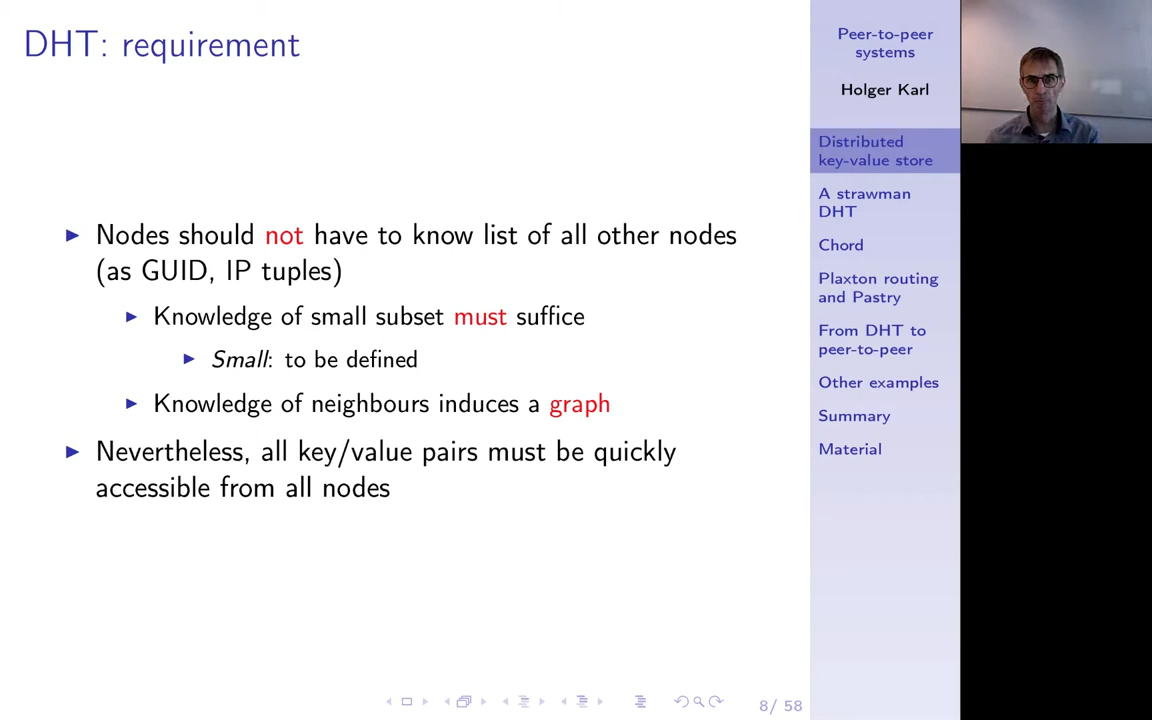 DHT: requirement
Nodes should not have to know list of all other nodes
(as GUID, IP tuples)
Knowledge of small subset must suffice
Small: to be defined
Knowledge of neighbours induces a graph
Nevertheless, all key/value pairs must be quickly
accessible from all nodes
8/ 58
Peer-to-peer
systems
Holger Karl
Distributed
key-value store
A strawman
DHT
Chord
Plaxton routing
and Pastry
From DHT to
peer-to-peer
Other examples
Summary
Material